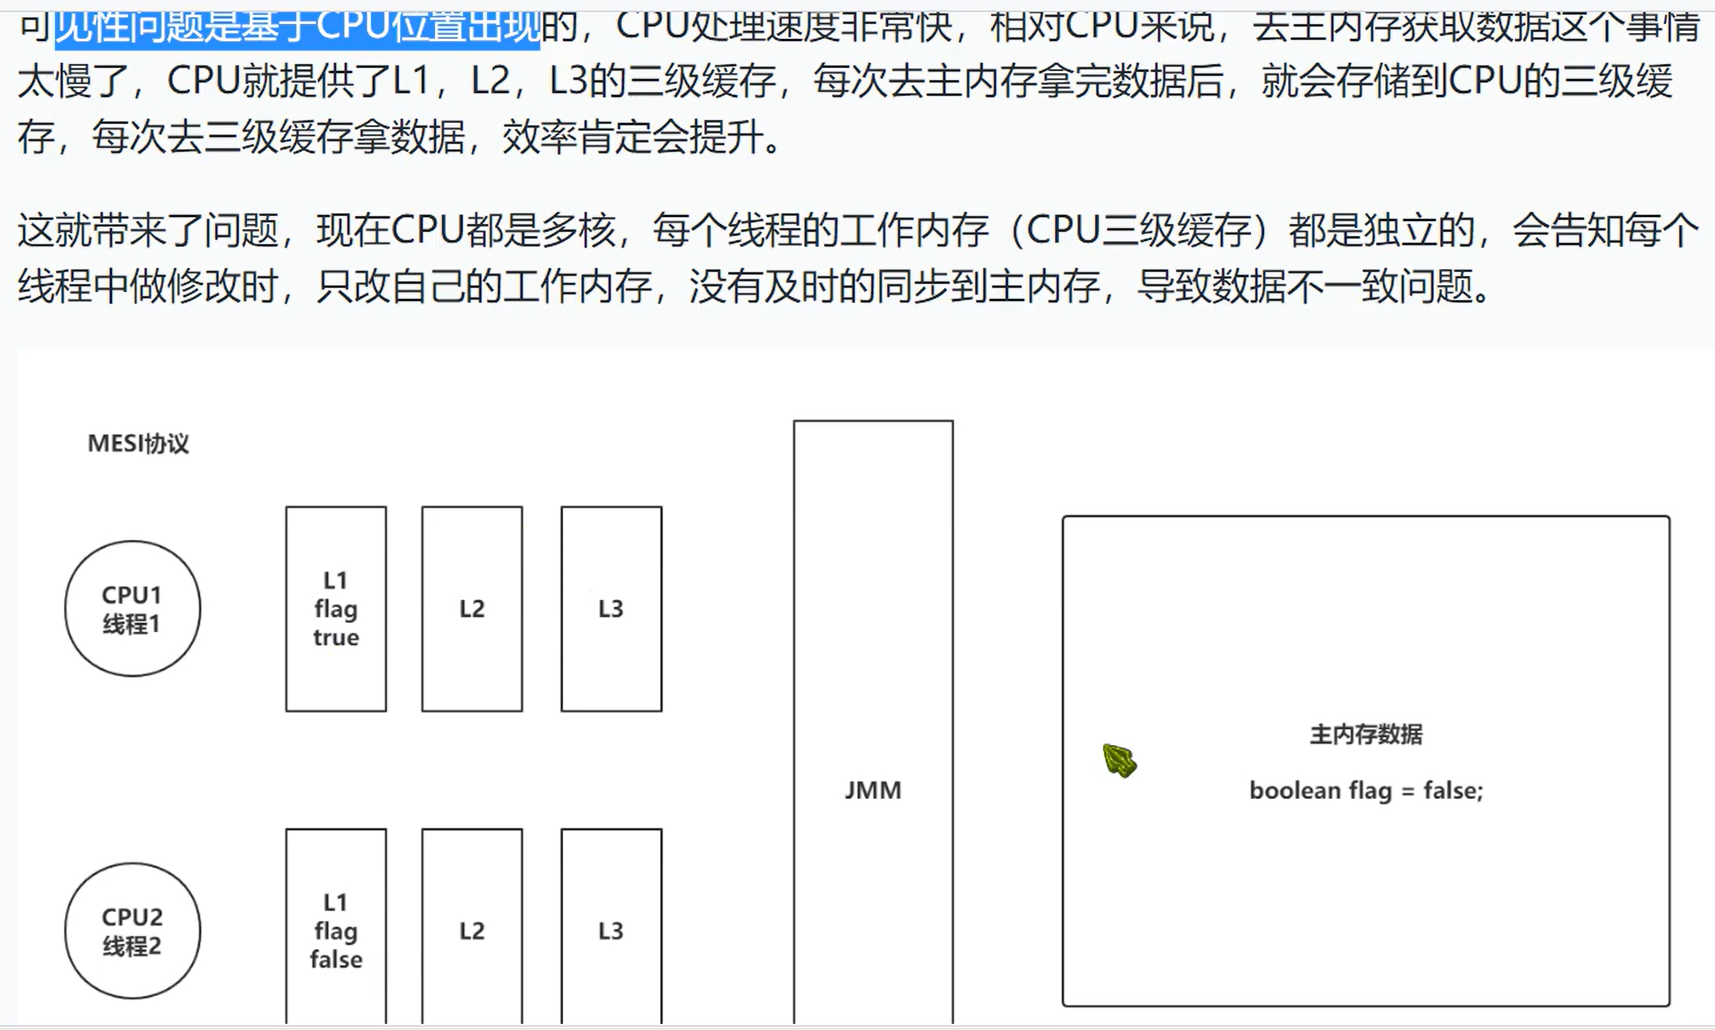 可见性问题是基于CPU位置出现的，CPU处理速度非常快，相对CPU来说，去主内存获取数据这个事情
太慢了，CPU就提供了L1，L2，L3的三级缓存，每次去主内存拿完数据后，就会存储到CPU的三级缓
存，每次去三级缓存拿数据，效率肯定会提升。
这就带来了问题，现在CPU都是多核，每个线程的工作内存（CPU三级缓存）都是独立的，会告知每个
线程中做修改时，只改自己的工作内存，没有及时的同步到主内存，导致数据不一致问题。
MESI协议
CPU1
线程1
L1
flag
true
L2
L3
JMM
主内存数据
boolean flag = false;
CPU2
线程2
L1
flag
false
L2
L3